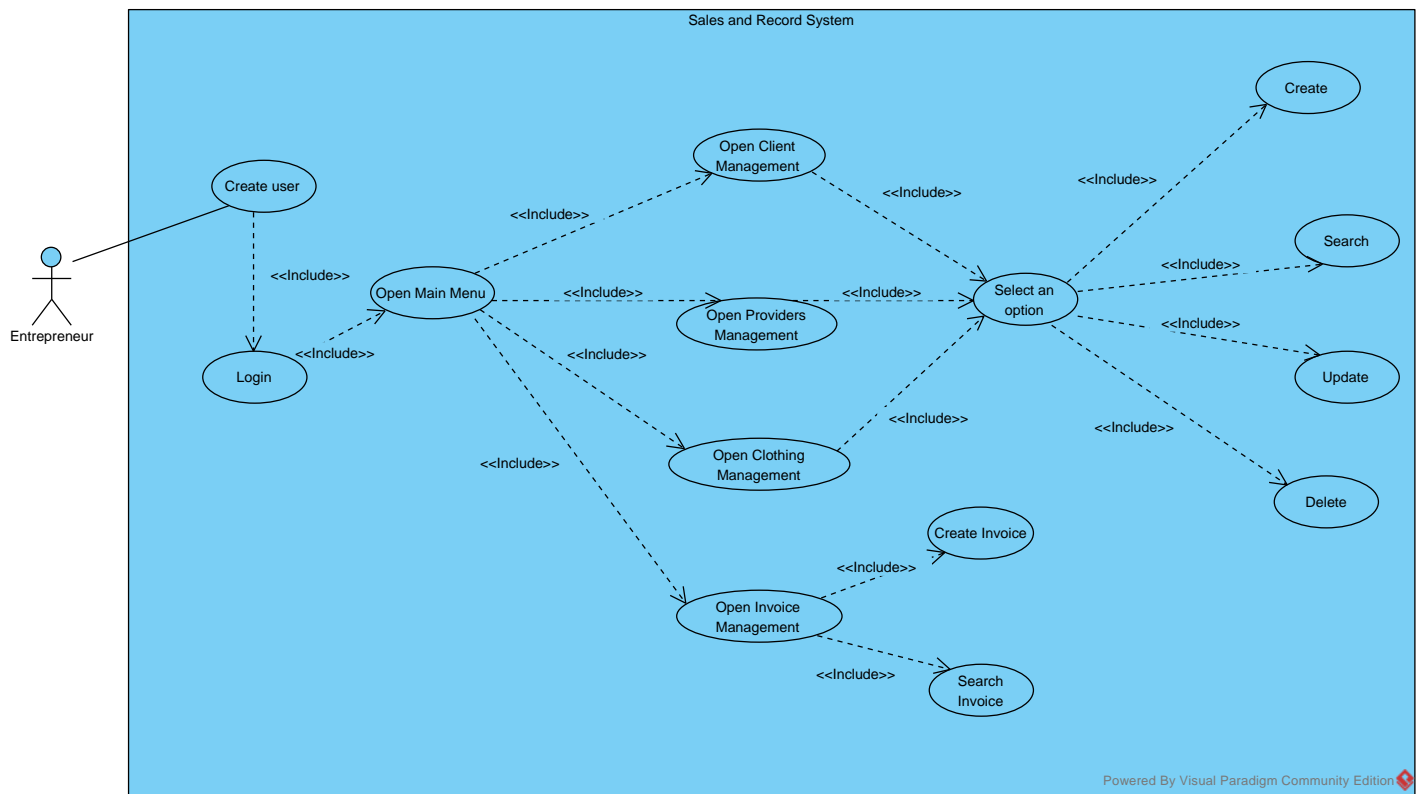 Sales and Record System
Create
Open Client
Management
Create user
<<Include>>
<<Include>>
<<Include>>
Search
<<Include>>
<<Include>>
Open Main Menu
<<Include>>
<<Include>>
Select an
option
Open Providers
Management
<<Include>>
Entrepreneur
<<Include>>
<<Include>>
Login
Update
<<Include>>
<<Include>>
Open Clothing
Management
<<Include>>
Delete
Create Invoice
<<Include>>
Open Invoice
Management
<<Include>>
Search
Invoice
Powered By Visual Paradigm Community Edition